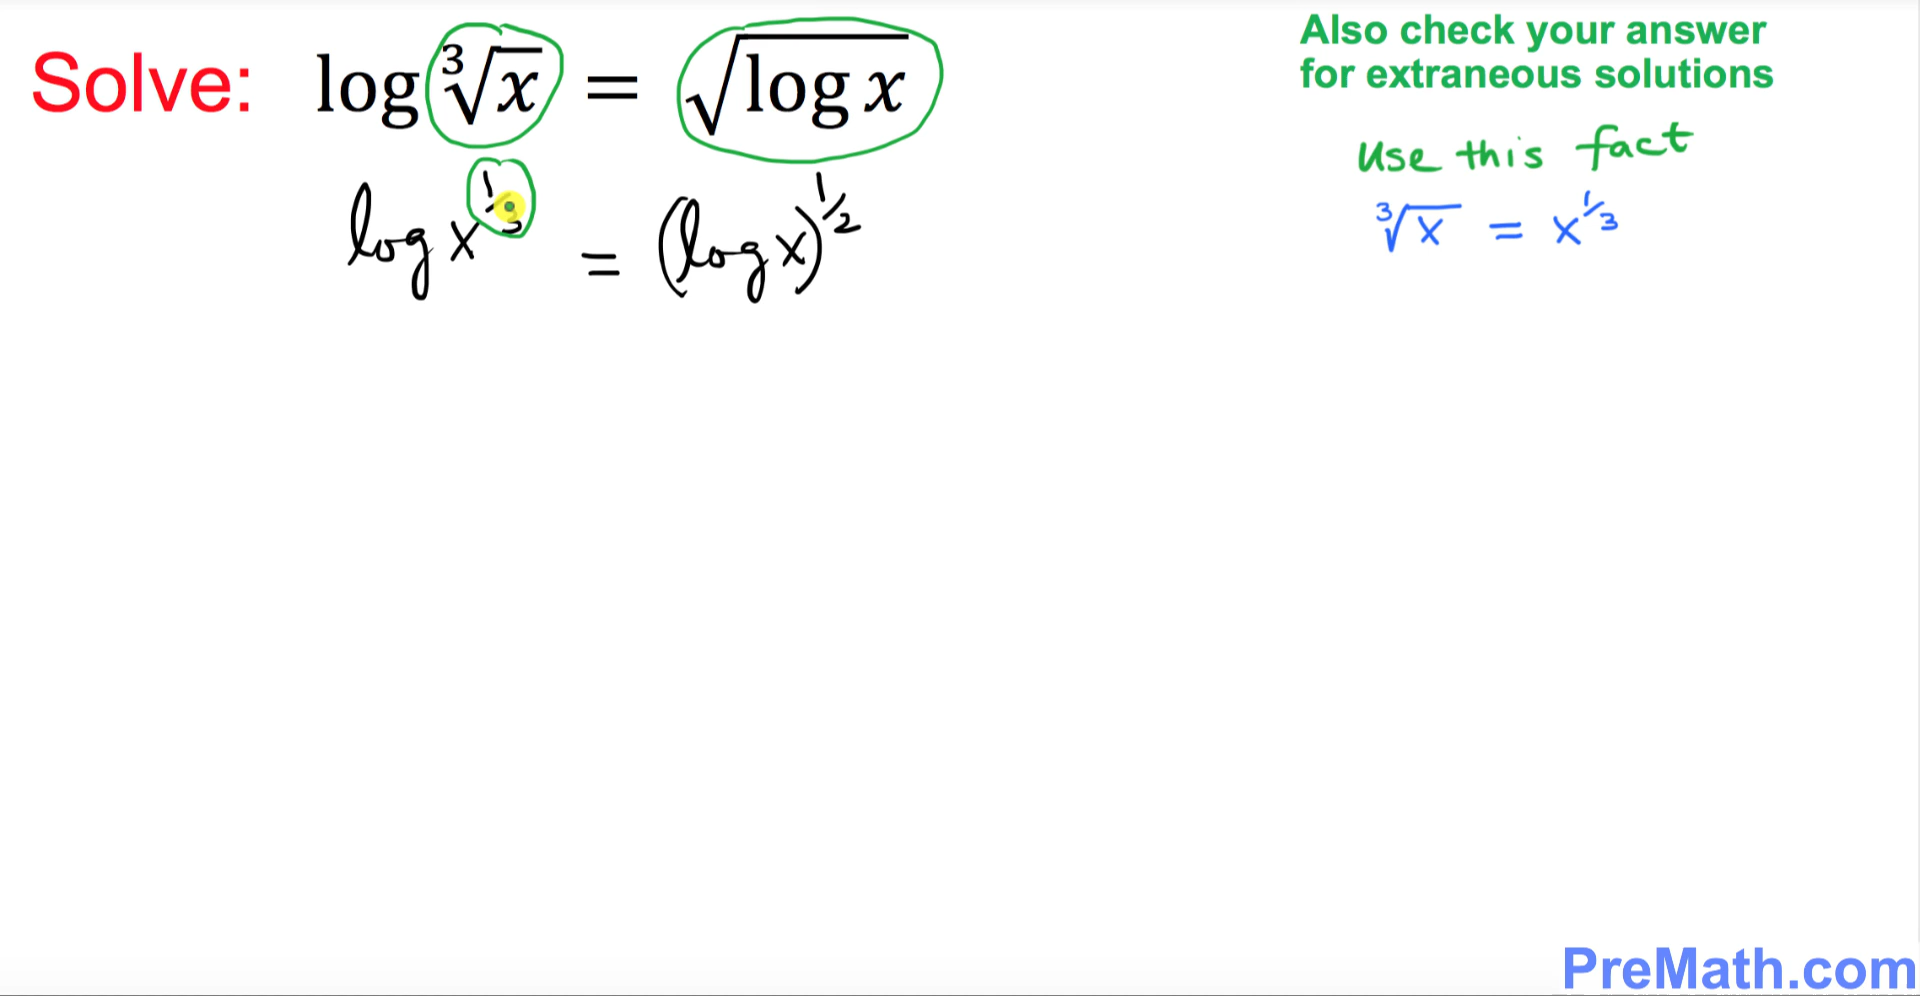 Solve: log ∛x = √(log x)
log x^(1/3) = (log x)^(1/2)
Also check your answer
for extraneous solutions
Use this fact
∛x = x^(1/3)
PreMath.com